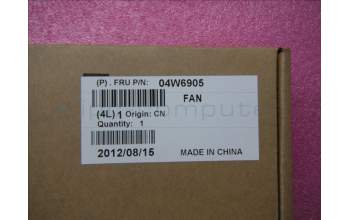 (P) . FRU P/N: 04W6905
FAN
(4L) 1 Origin: CN
Quantity: 1
2012/08/15 MADE IN CHINA